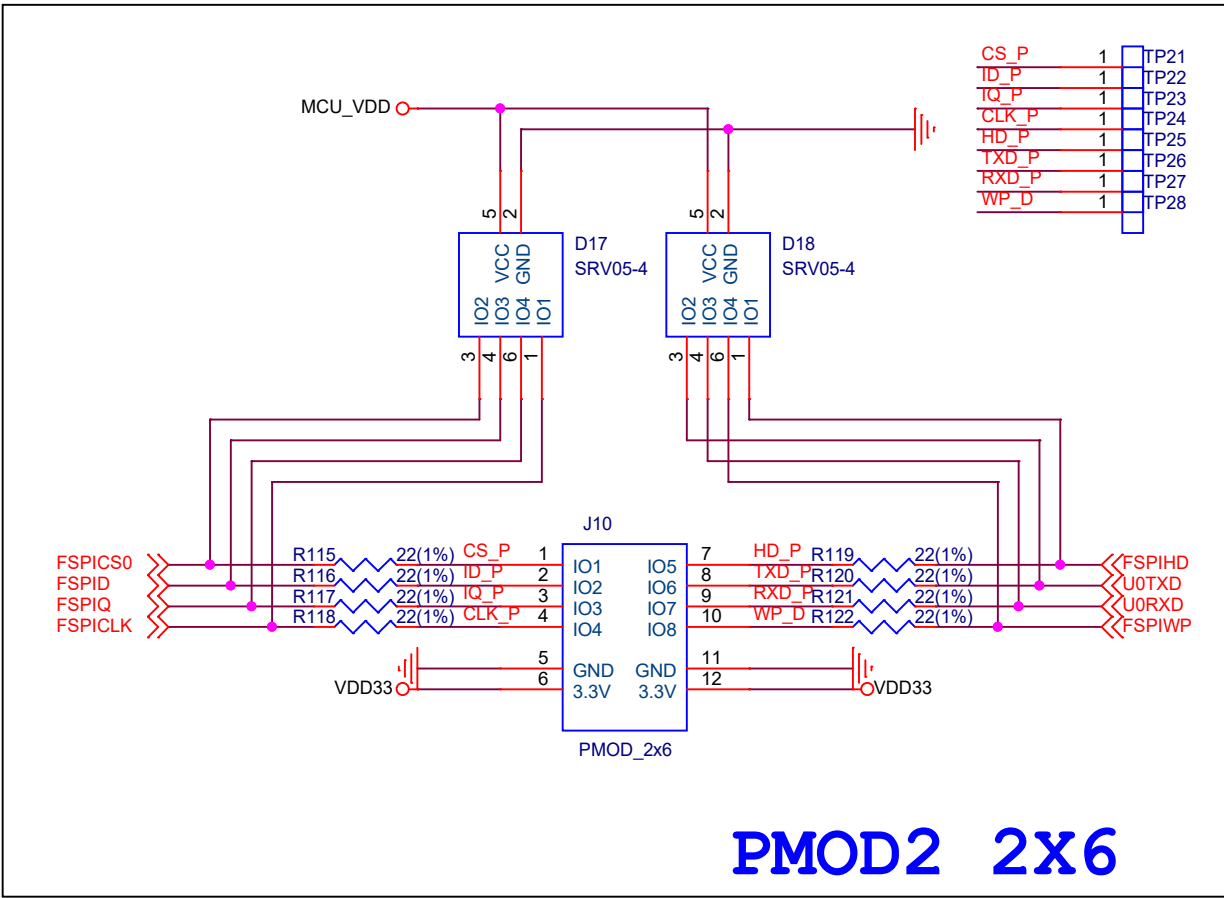 CS_P 1 TP21
ID_P 1 TP22
IQ_P 1 TP23
CLK_P 1 TP24
HD_P 1 TP25
TXD_P 1 TP26
RXD_P 1 TP27
WP_D 1 TP28
MCU_VDD
5 2
D17
SRV05-4
VCC GND
IO2 IO3 IO4 IO1
3 4 6 1
5 2
D18
SRV05-4
VCC GND
IO2 IO3 IO4 IO1
3 4 6 1
J10
FSPICS0 R115 22(1%) CS_P 1 IO1 IO5 7 HD_P R119 22(1%) FSPIHD
FSPID R116 22(1%) ID_P 2 IO2 IO6 8 TXD_P R120 22(1%) U0TXD
FSPIQ R117 22(1%) IQ_P 3 IO3 IO7 9 RXD_P R121 22(1%) U0RXD
FSPICLK R118 22(1%) CLK_P 4 IO4 IO8 10 WP_D R122 22(1%) FSPIWP
5 GND GND 11
VDD33 6 3.3V 3.3V 12 VDD33
PMOD_2x6
PMOD2 2X6